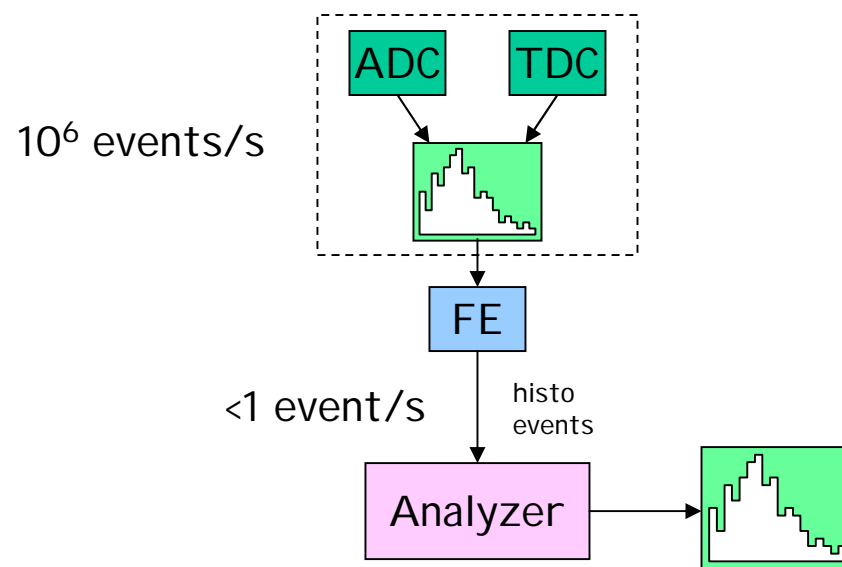 ADC TDC
10⁶ events/s
FE
<1 event/s
histo
events
Analyzer